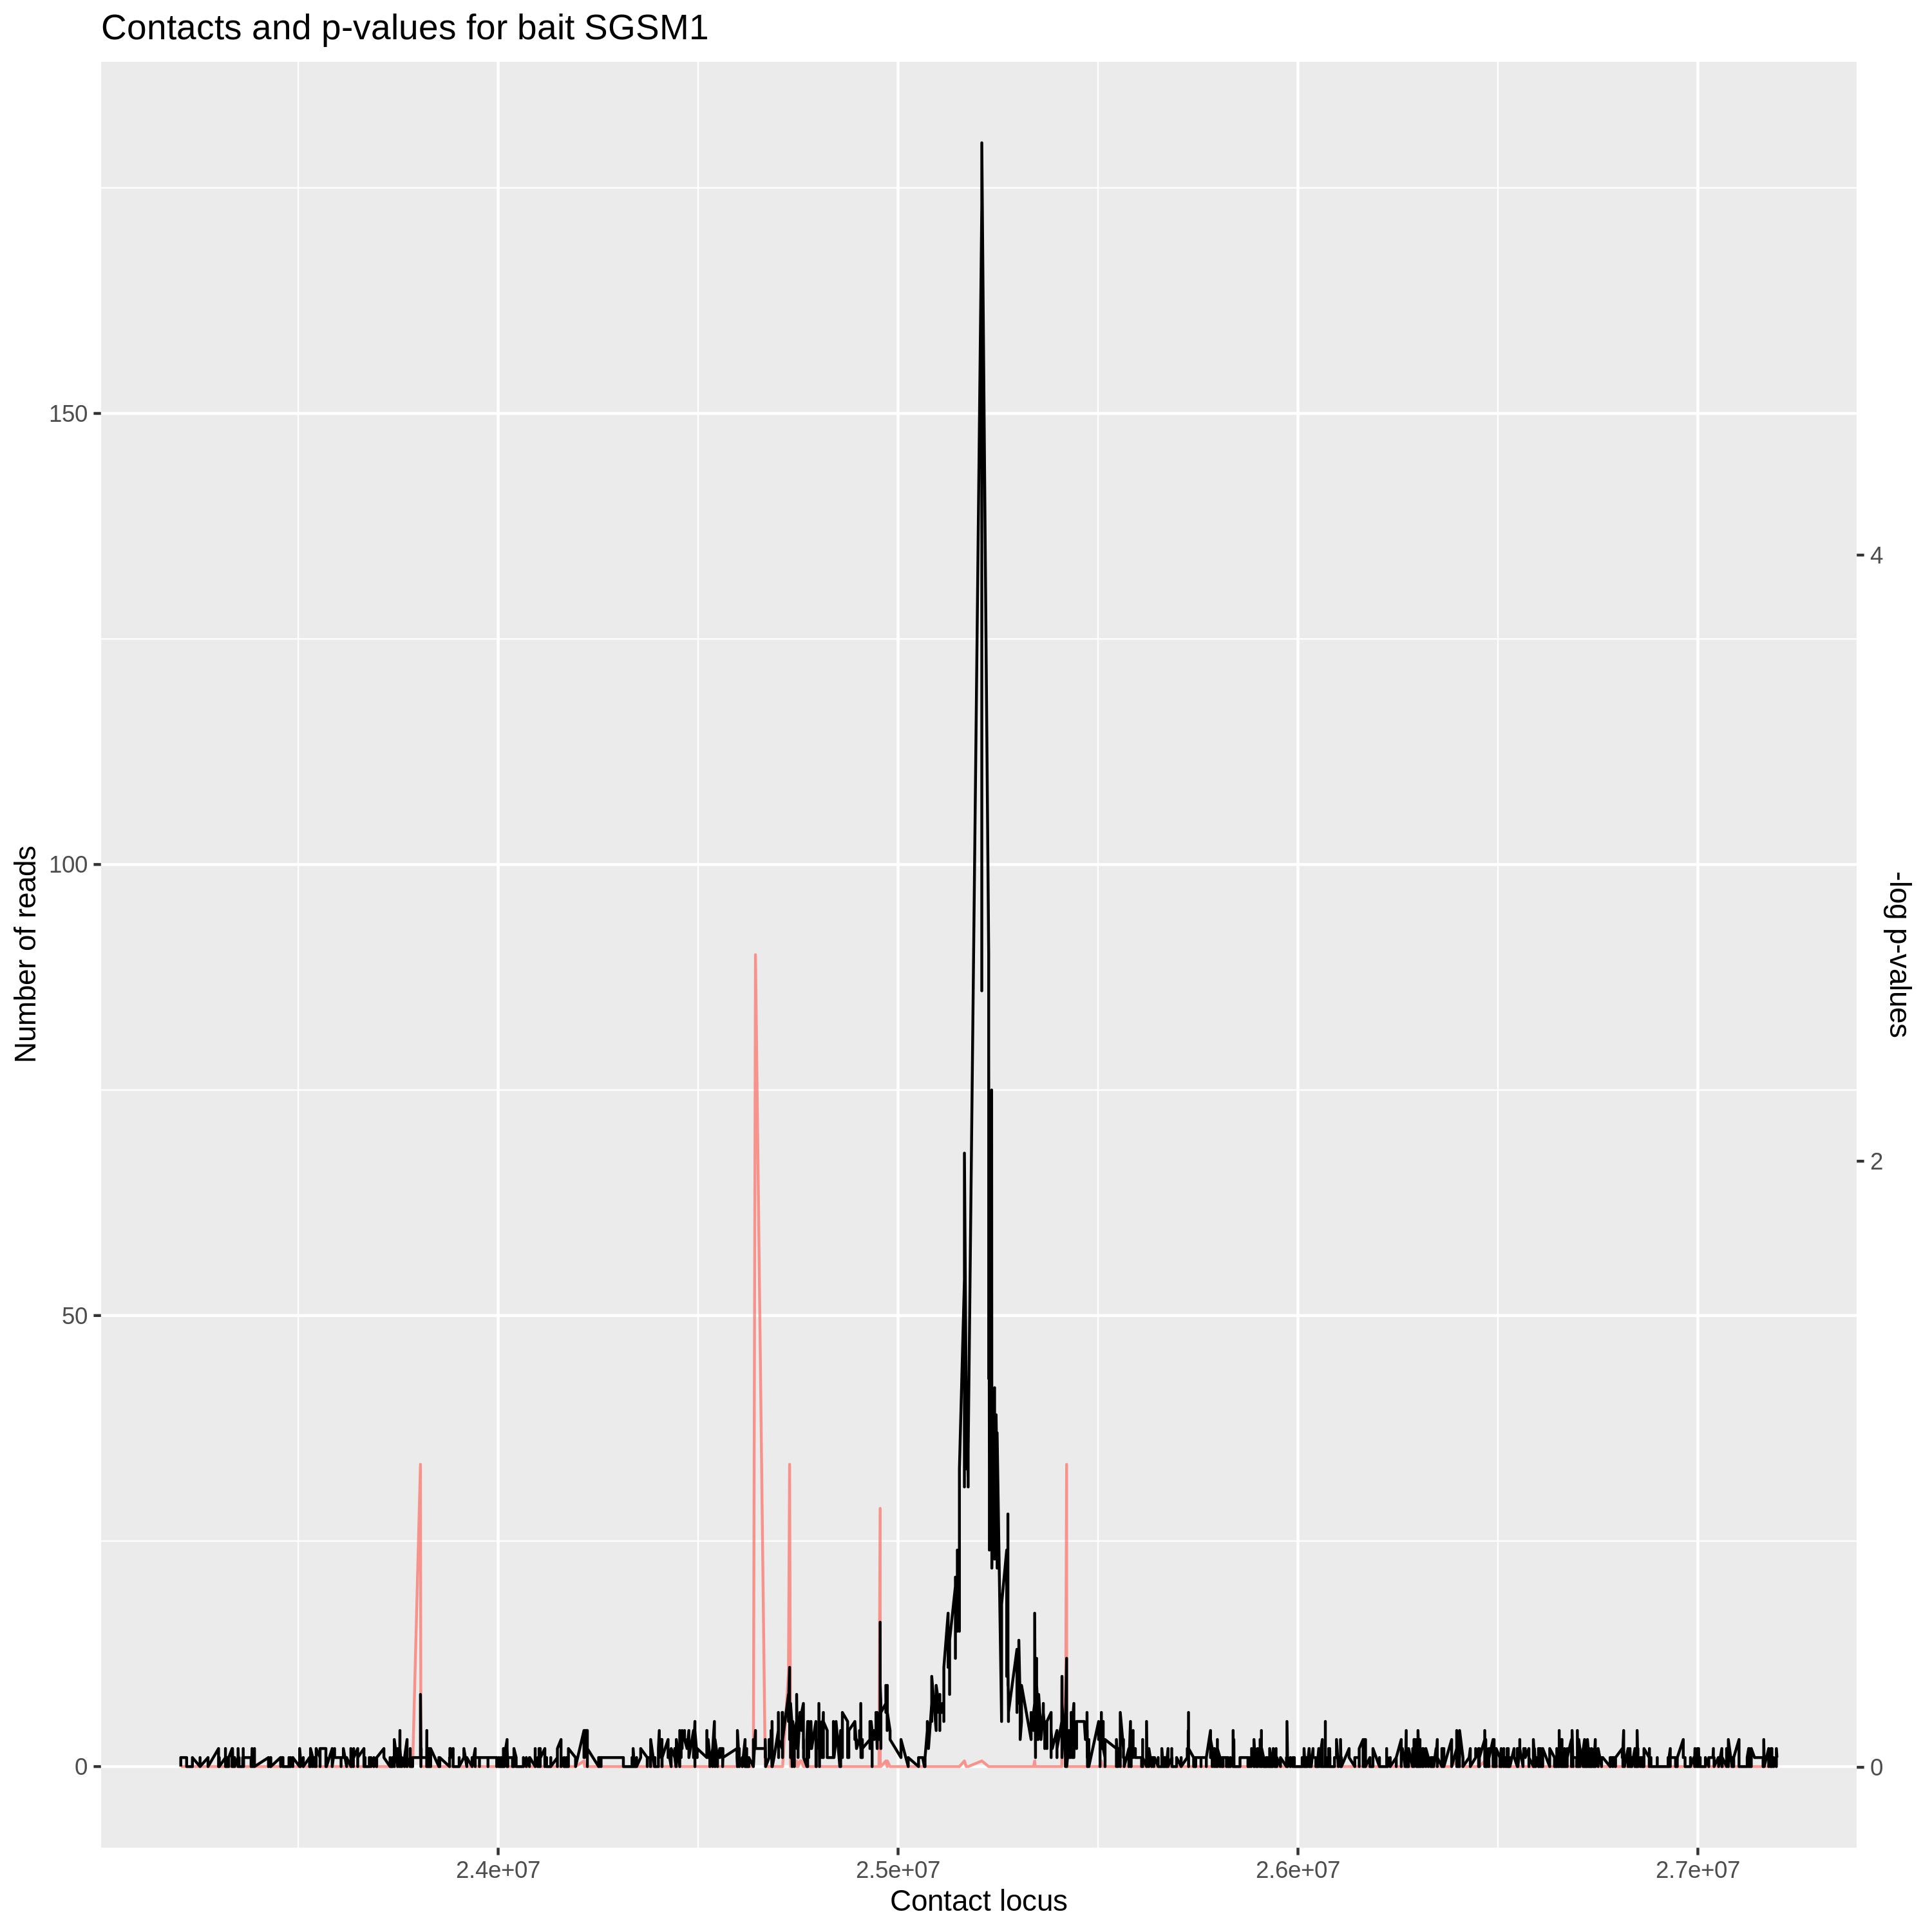 Contacts and p-values for bait SGSM1
150
100
50
0
4
2
0
Number of reads
-log p-values
2.4e+07
2.5e+07
2.6e+07
2.7e+07
Contact locus